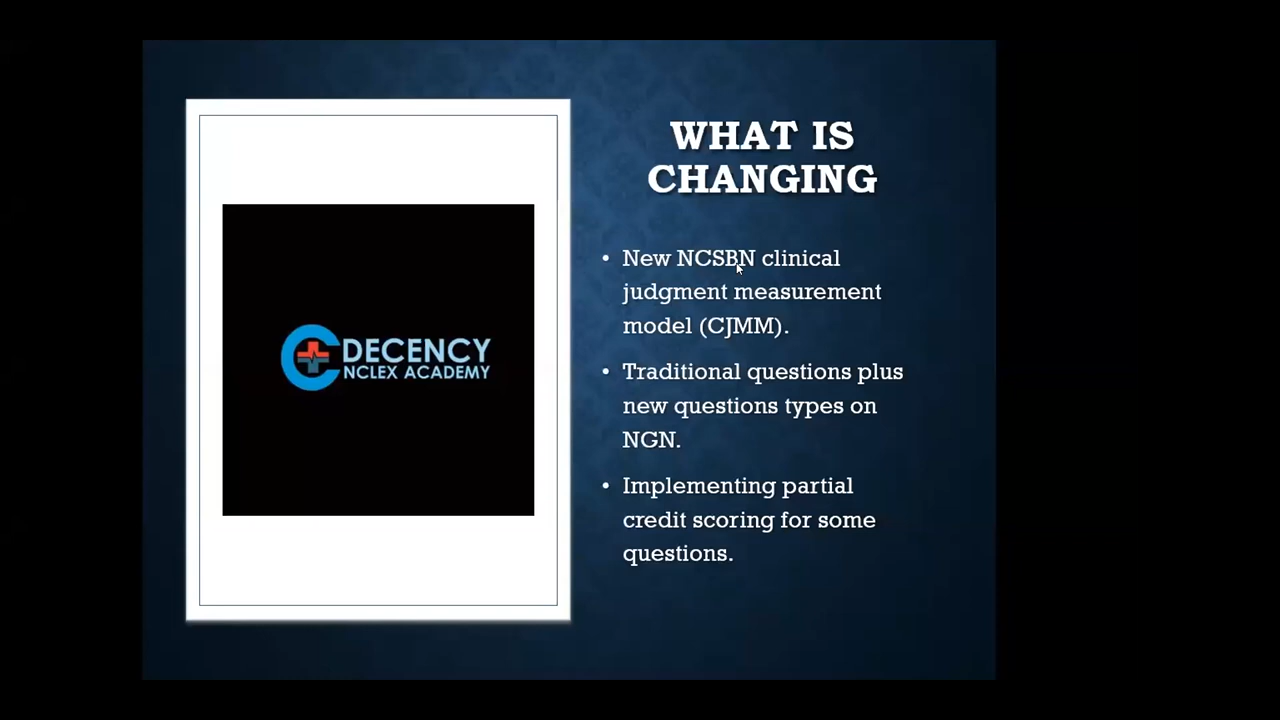 DECENCY
NCLEX ACADEMY
WHAT IS
CHANGING
• New NCSBN clinical
judgment measurement
model (CJMM).
• Traditional questions plus
new questions types on
NGN.
• Implementing partial
credit scoring for some
questions.